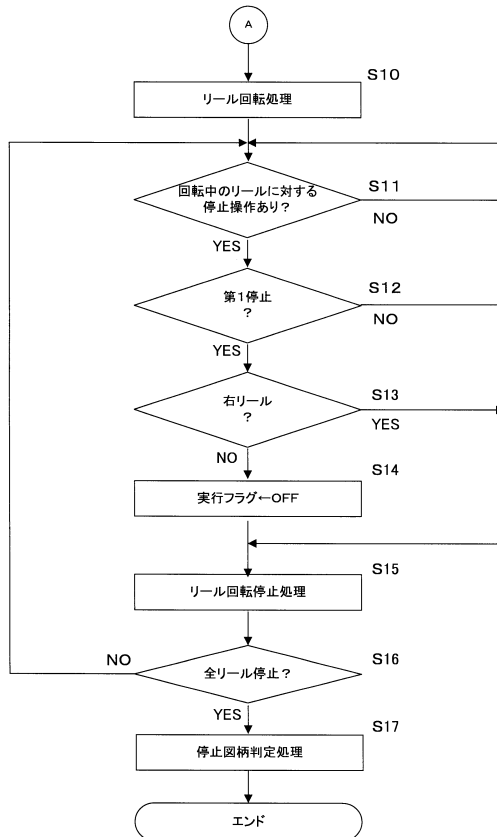 A
S10
リール回転処理
回転中のリールに対する
停止操作あり?
S11
NO
YES
第1停止
?
S12
NO
YES
右リール
?
S13
YES
NO
S14
実行フラグ←OFF
S15
リール回転停止処理
NO
全リール停止?
S16
YES
S17
停止図柄判定処理
エンド